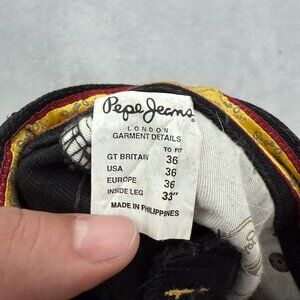 Pepe Jeans
LONDON
GARMENT DETAILS
TO FIT
GT BRITAIN 36
USA 36
EUROPE 36
INSIDE LEG 33"
MADE IN PHILIPPINES